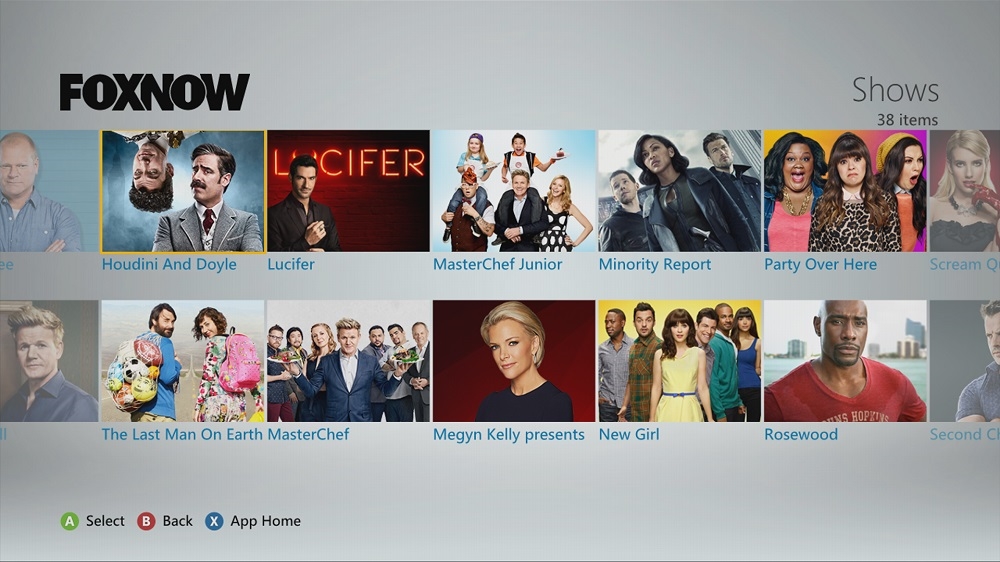 FOXNOW
Shows
38 items
LUCIFER
ee
Houdini And Doyle
Lucifer
MasterChef Junior
Minority Report
Party Over Here
Scream Q
JOHNS HOPKINS
ll
The Last Man On Earth
MasterChef
Megyn Kelly presents
New Girl
Rosewood
Second Ch
A Select
B Back
X App Home